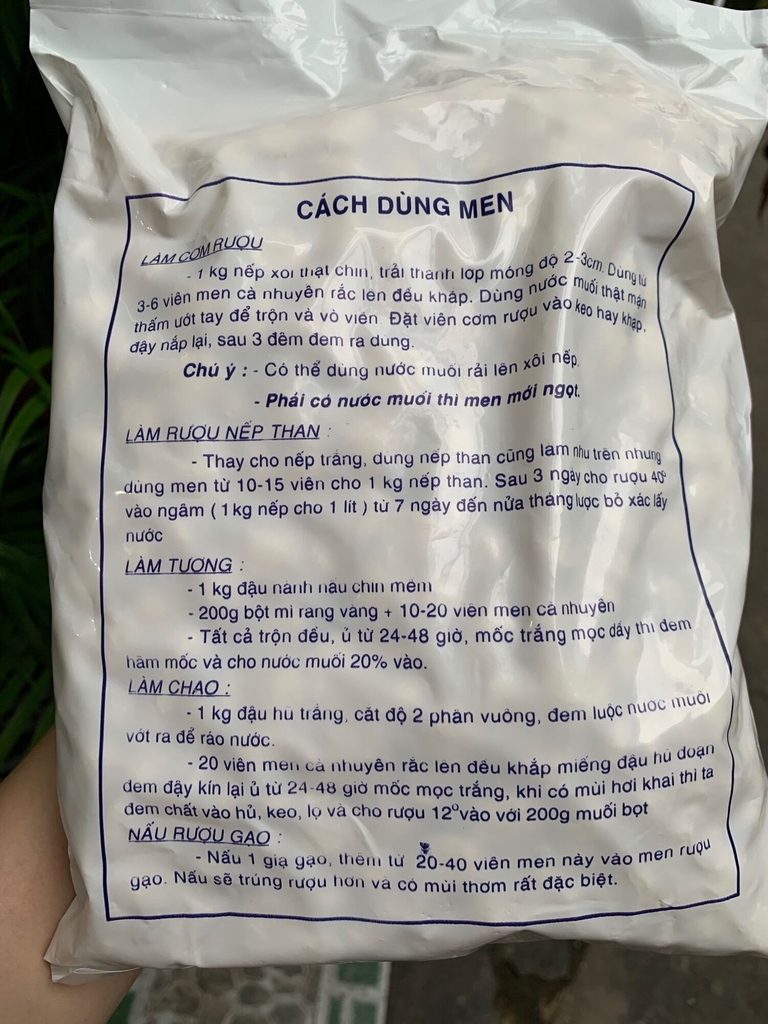 CÁCH DÙNG MEN
LÀM CƠM RƯỢU
- 1 kg nếp xôi thật chín, trải thành lớp mỏng độ 2-3cm. Dùng từ
3-6 viên men cà nhuyễn rắc lên đều khắp. Dùng nước muối thật mặn
thấm ướt tay để trộn và vò viên. Đặt viên cơm rượu vào keo hay khạp,
đậy nắp lại, sau 3 đêm đem ra dùng.
Chú ý : - Có thể dùng nước muối rải lên xôi nếp.
- Phải có nước muối thì men mới ngọt.
LÀM RƯỢU NẾP THAN :
- Thay cho nếp trắng, dùng nếp than cũng làm như trên nhưng
dùng men từ 10-15 viên cho 1 kg nếp than. Sau 3 ngày cho rượu 40°
vào ngâm ( 1kg nếp cho 1 lít ) từ 7 ngày đến nửa tháng lược bỏ xác lấy
nước
LÀM TƯƠNG :
- 1 kg đậu nành nấu chín mềm
- 200g bột mì rang vàng + 10-20 viên men cà nhuyễn
- Tất cả trộn đều, ủ từ 24-48 giờ, mốc trắng mọc dầy thì đem
hãm mốc và cho nước muối 20% vào.
LÀM CHAO :
- 1 kg đậu hủ trắng, cắt độ 2 phân vuông, đem luộc nước muối
vớt ra để ráo nước.
- 20 viên men cà nhuyễn rắc lên đều khắp miếng đậu hủ đoạn
đem đậy kín lại ủ từ 24-48 giờ mốc mọc trắng, khi có mùi hơi khai thì ta
đem chất vào hủ, keo, lọ và cho rượu 12° vào với 200g muối bọt
NẤU RƯỢU GẠO :
- Nấu 1 giạ gạo, thêm từ 20-40 viên men này vào men rượu
gạo. Nấu sẽ trúng rượu hơn và có mùi thơm rất đặc biệt.